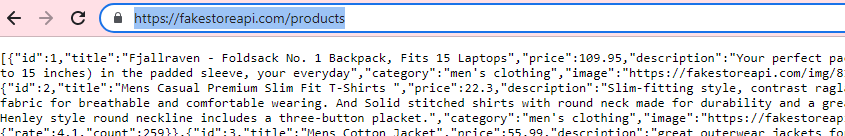 https://fakestoreapi.com/products
[{"id":1,"title":"Fjallraven - Foldsack No. 1 Backpack, Fits 15 Laptops","price":109.95,"description":"Your perfect pa
to 15 inches) in the padded sleeve, your everyday","category":"men's clothing","image":"https://fakestoreapi.com/img/8
{"id":2,"title":"Mens Casual Premium Slim Fit T-Shirts ","price":22.3,"description":"Slim-fitting style, contrast ragl
fabric for breathable and comfortable wearing. And Solid stitched shirts with round neck made for durability and a gre
Henley style round neckline includes a three-button placket.","category":"men's clothing","image":"https://fakestoreap
{"rate":4.1,"count":259}},{"id":3,"title":"Mens Cotton Jacket","price":55.99,"description":"great outerwear jackets fo